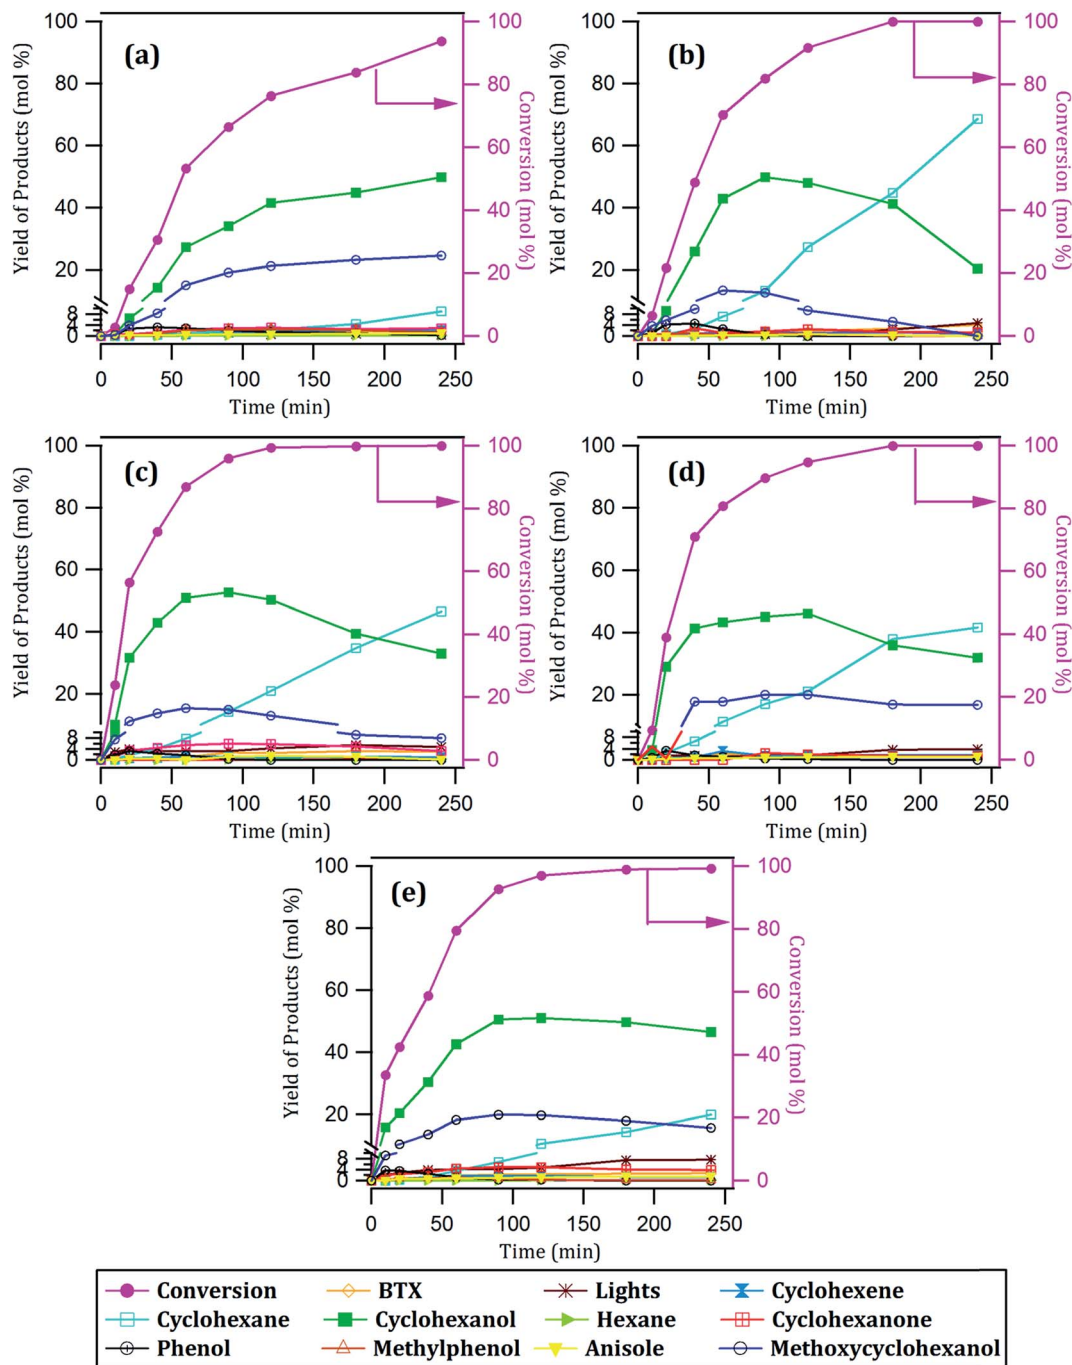 (a)
100
80
60
40
20
8
4
0
Yield of Products (mol %)
100
80
60
40
20
0
Conversion (mol %)
0 50 100 150 200 250
Time (min)
(b)
100
80
60
40
20
8
4
0
Yield of Products (mol %)
100
80
60
40
20
0
Conversion (mol %)
0 50 100 150 200 250
Time (min)
(c)
100
80
60
40
20
8
4
0
Yield of Products (mol %)
100
80
60
40
20
0
Conversion (mol %)
0 50 100 150 200 250
Time (min)
(d)
100
80
60
40
20
8
4
0
Yield of Products (mol %)
100
80
60
40
20
0
Conversion (mol %)
0 50 100 150 200 250
Time (min)
(e)
100
80
60
40
20
8
4
0
Yield of Products (mol %)
100
80
60
40
20
0
Conversion (mol %)
0 50 100 150 200 250
Time (min)
Conversion BTX Lights Cyclohexene
Cyclohexane Cyclohexanol Hexane Cyclohexanone
Phenol Methylphenol Anisole Methoxycyclohexanol